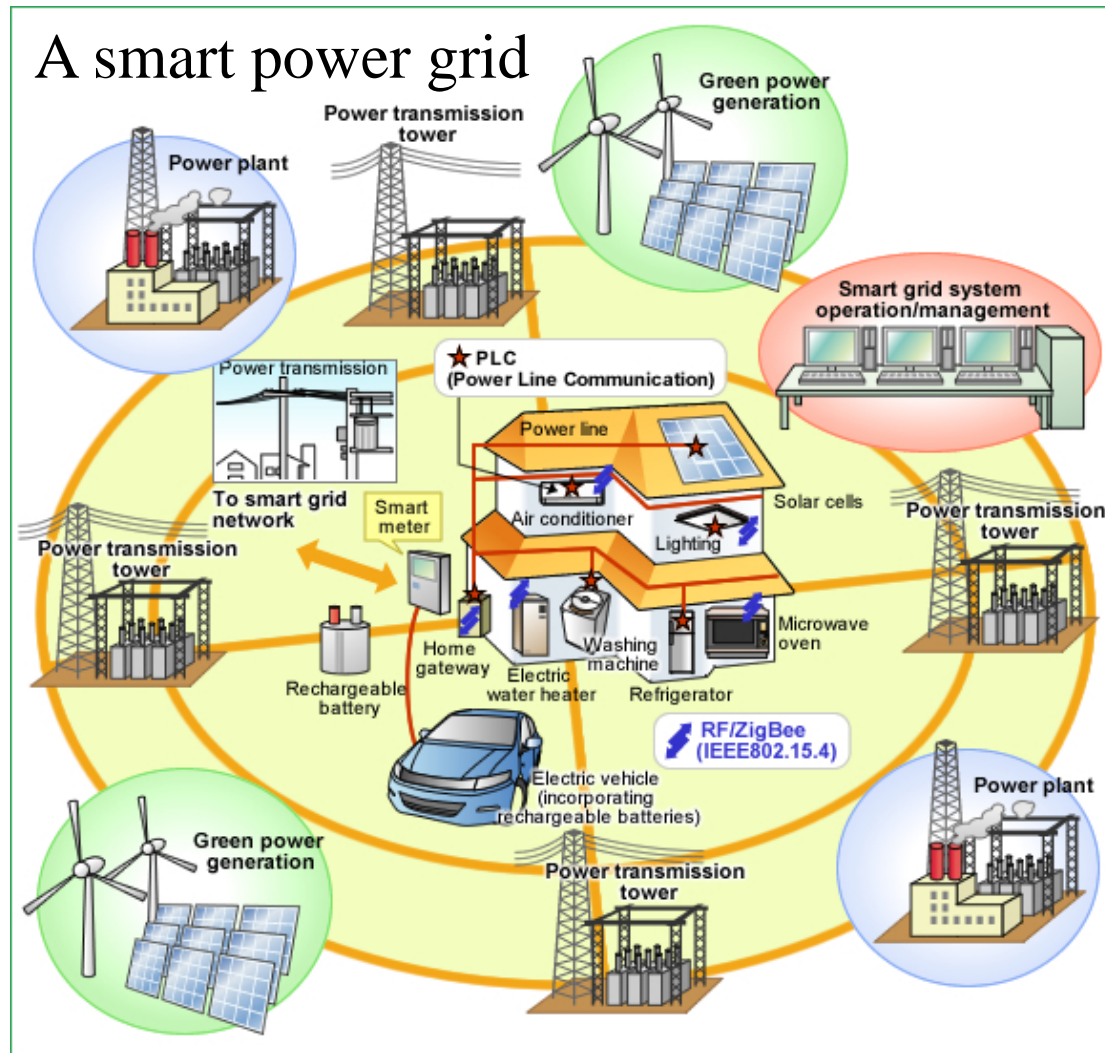 A smart power grid
Green power
generation
Power transmission
tower
Power plant
Smart grid system
operation/management
PLC
(Power Line Communication)
Power transmission
Power line
To smart grid
network
Smart
meter
Air conditioner
Solar cells
Lighting
Power transmission
tower
Power transmission
tower
Home
gateway
Rechargeable
battery
Electric
water heater
Washing
machine
Refrigerator
Microwave
oven
RF/ZigBee
(IEEE802.15.4)
Electric vehicle
(incorporating
rechargeable batteries)
Power plant
Green power
generation
Power transmission
tower